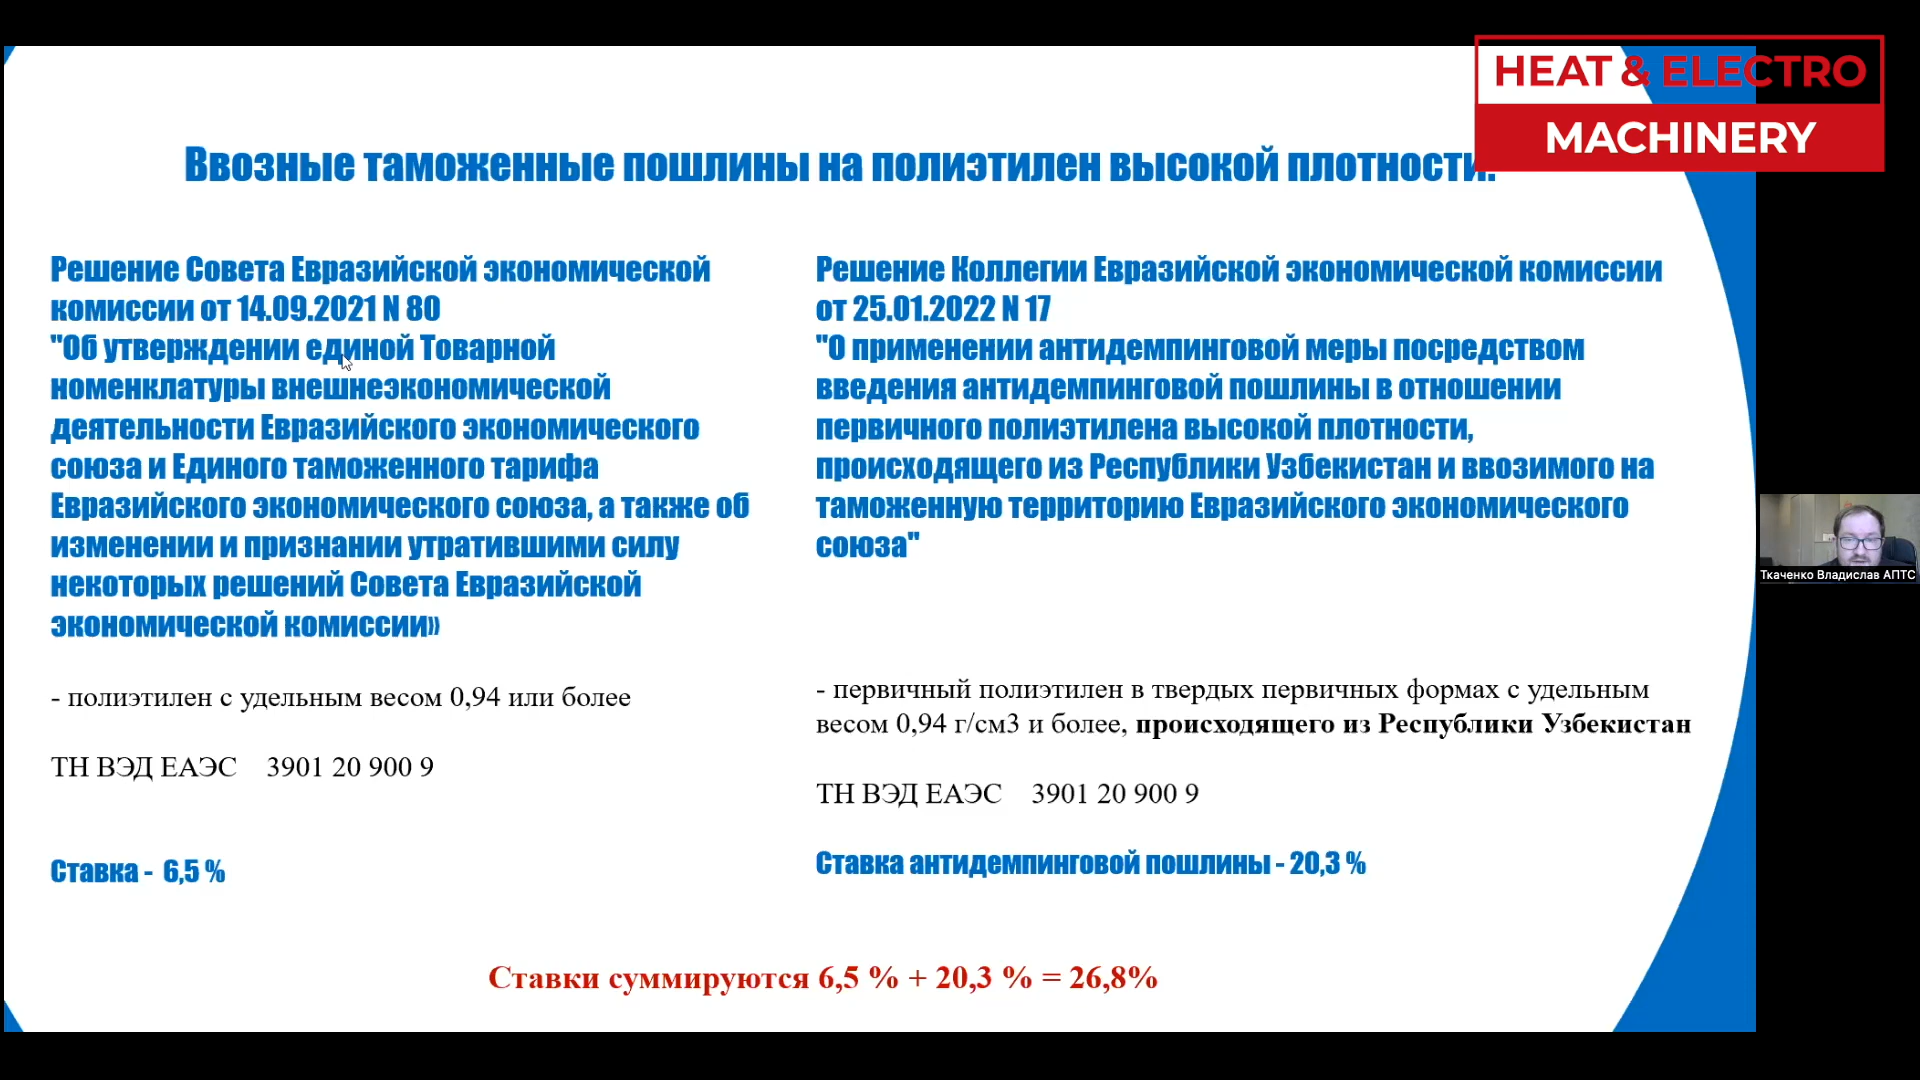 HEAT & ELECTRO
MACHINERY
Ввозные таможенные пошлины на полиэтилен высокой плотности.
Решение Совета Евразийской экономической
комиссии от 14.09.2021 N 80
"Об утверждении единой Товарной
номенклатуры внешнеэкономической
деятельности Евразийского экономического
союза и Единого таможенного тарифа
Евразийского экономического союза, а также об
изменении и признании утратившими силу
некоторых решений Совета Евразийской
экономической комиссии»
- полиэтилен с удельным весом 0,94 или более
ТН ВЭД ЕАЭС 3901 20 900 9
Ставка - 6,5 %
Решение Коллегии Евразийской экономической комиссии
от 25.01.2022 N 17
"О применении антидемпинговой меры посредством
введения антидемпинговой пошлины в отношении
первичного полиэтилена высокой плотности,
происходящего из Республики Узбекистан и ввозимого на
таможенную территорию Евразийского экономического
союза"
- первичный полиэтилен в твердых первичных формах с удельным
весом 0,94 г/см3 и более, происходящего из Республики Узбекистан
ТН ВЭД ЕАЭС 3901 20 900 9
Ставка антидемпинговой пошлины - 20,3 %
Ставки суммируются 6,5 % + 20,3 % = 26,8%
Ткаченко Владислав АПТС